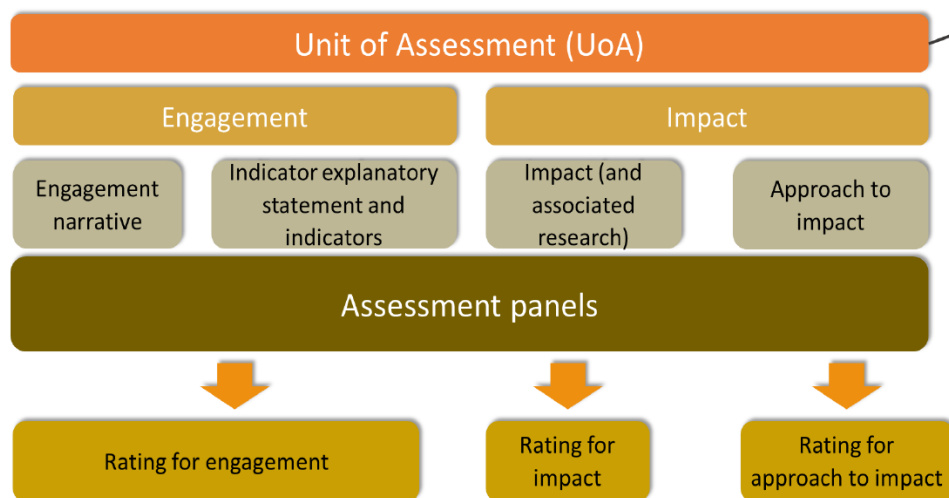 Unit of Assessment (UoA)
Engagement
Impact
Engagement
narrative
Indicator explanatory
statement and
indicators
Impact (and
associated
research)
Approach to
impact
Assessment panels
Rating for engagement
Rating for
impact
Rating for
approach to impact